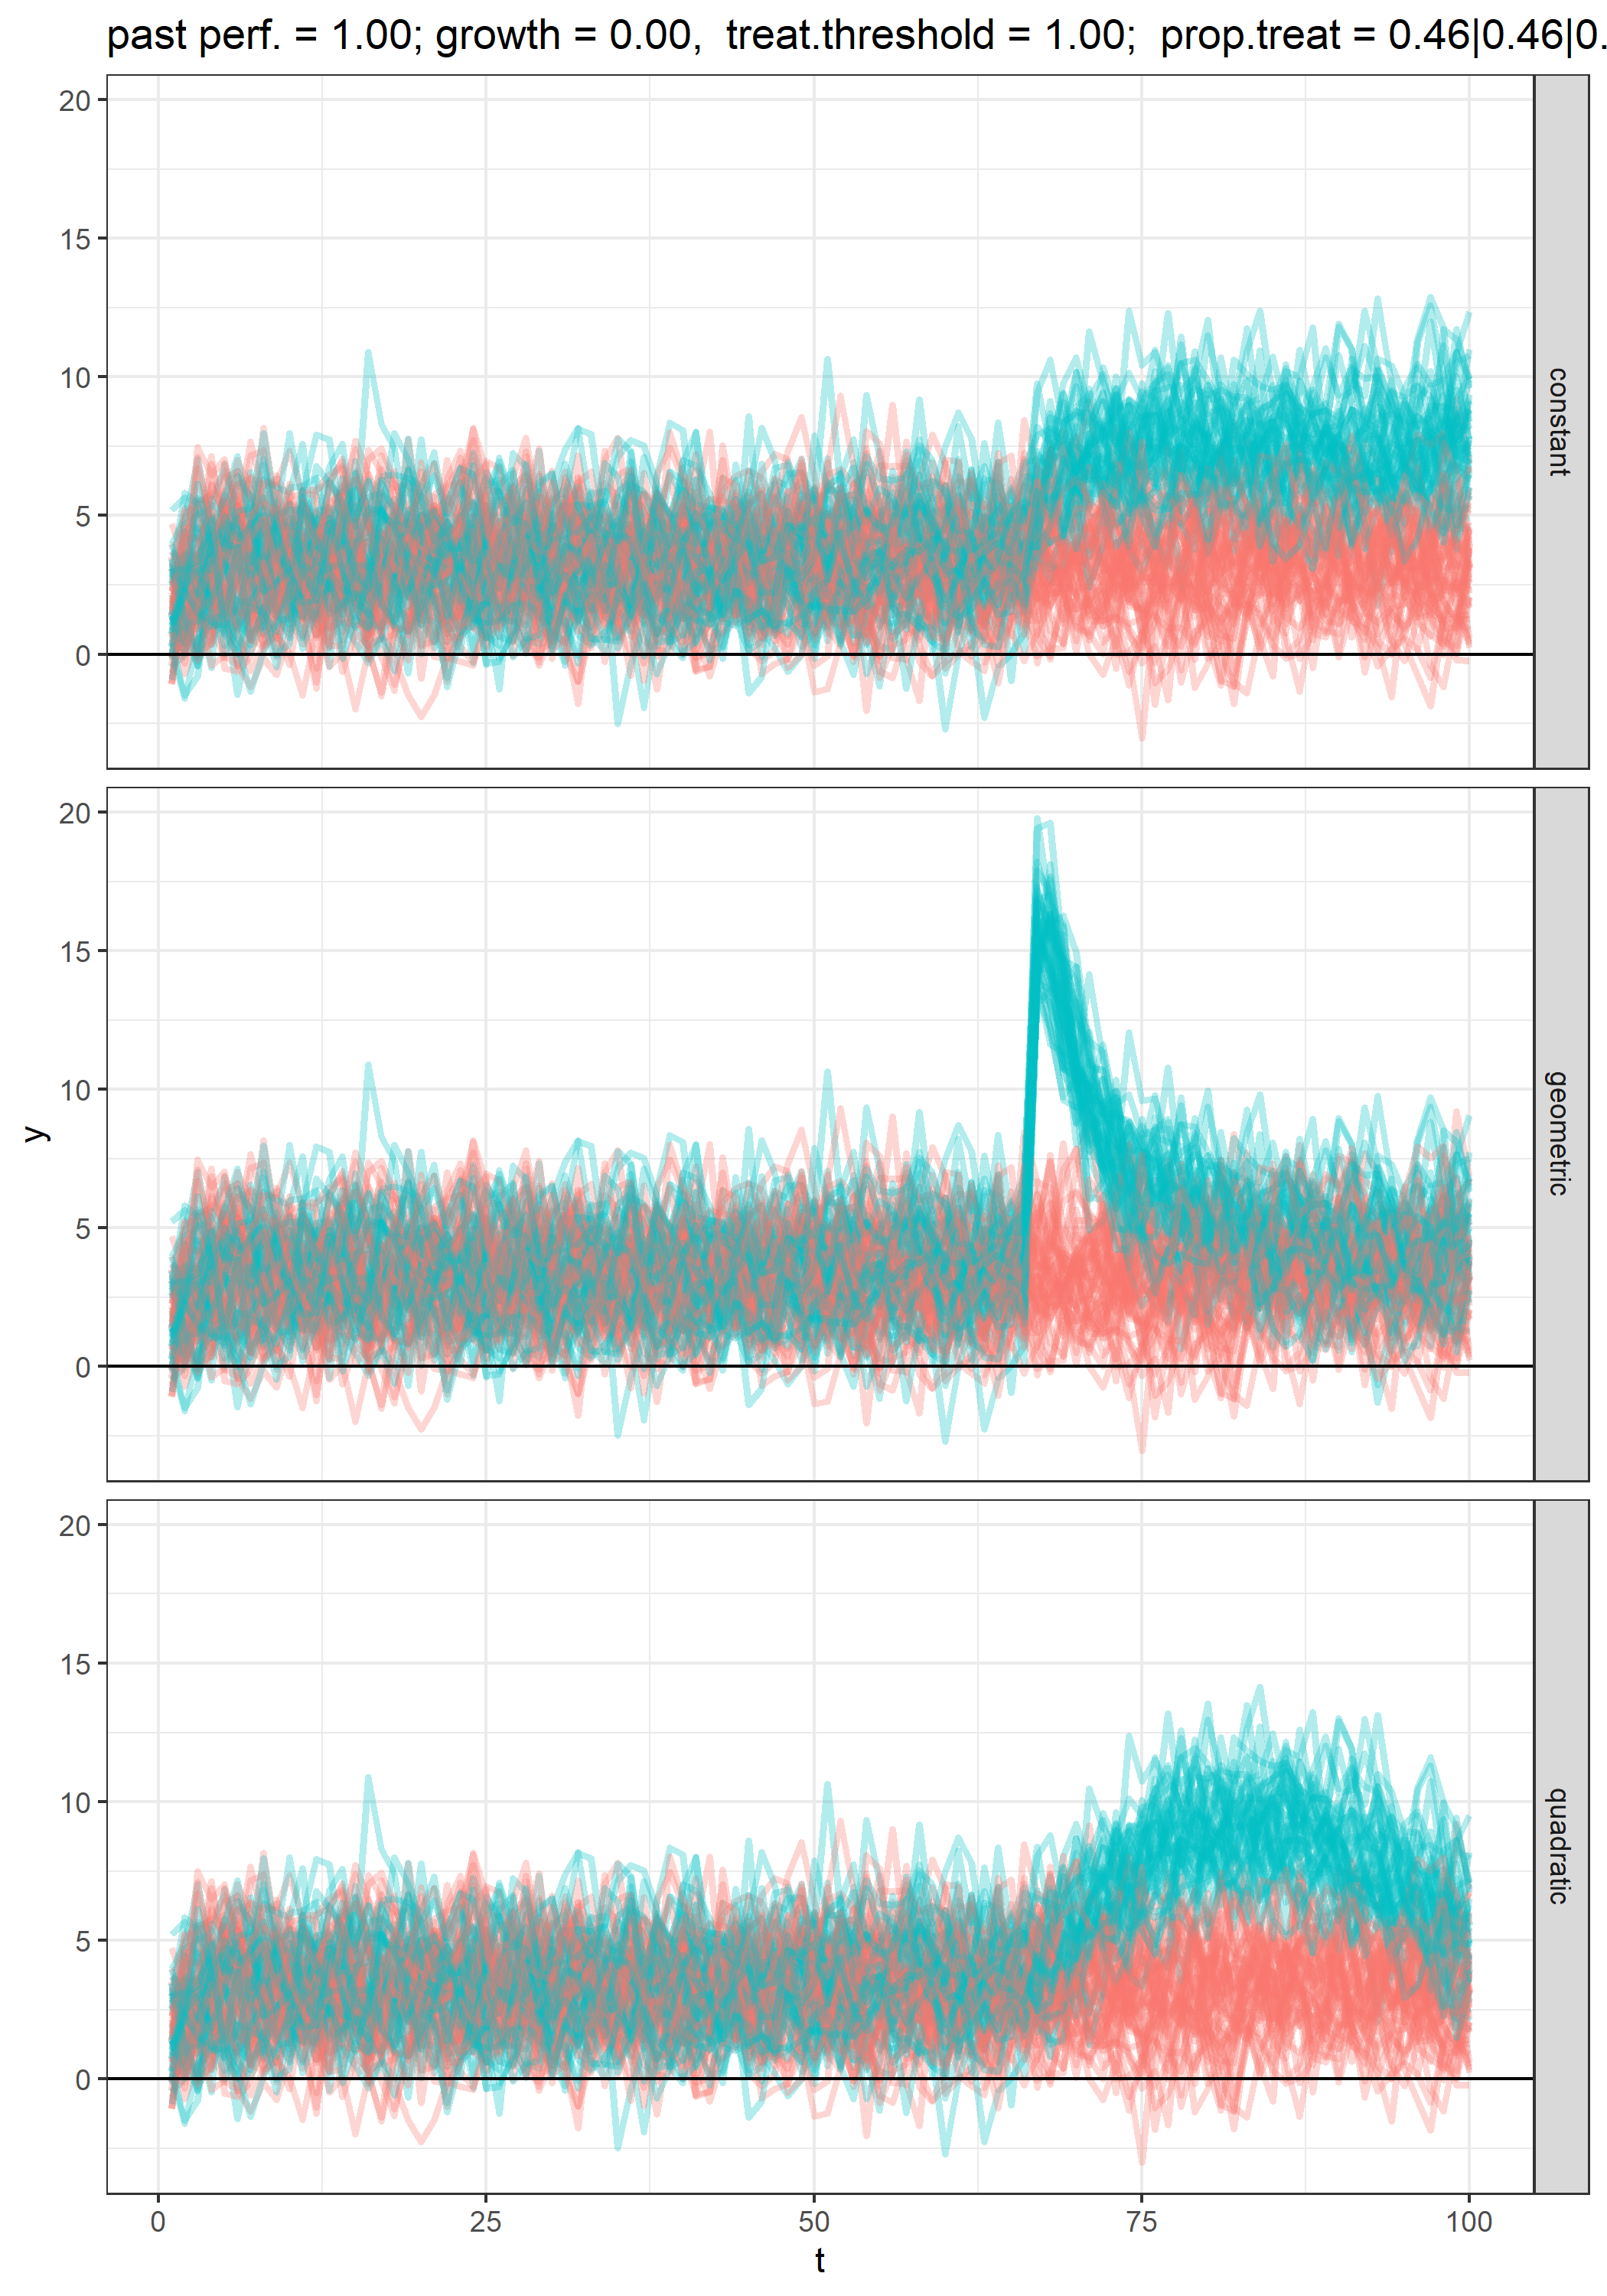 past perf. = 1.00; growth = 0.00,  treat.threshold = 1.00;  prop.treat = 0.46|0.46|0.
20
15
10
5
0
constant
20
15
10
5
0
geometric
y
20
15
10
5
0
quadratic
0 25 50 75 100
t